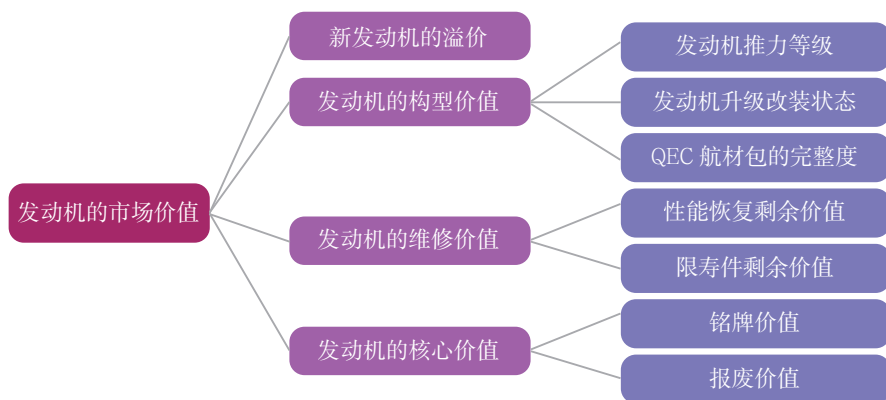 发动机的市场价值
新发动机的溢价
发动机的构型价值
发动机推力等级
发动机升级改装状态
QEC 航材包的完整度
发动机的维修价值
性能恢复剩余价值
限寿件剩余价值
发动机的核心价值
铭牌价值
报废价值